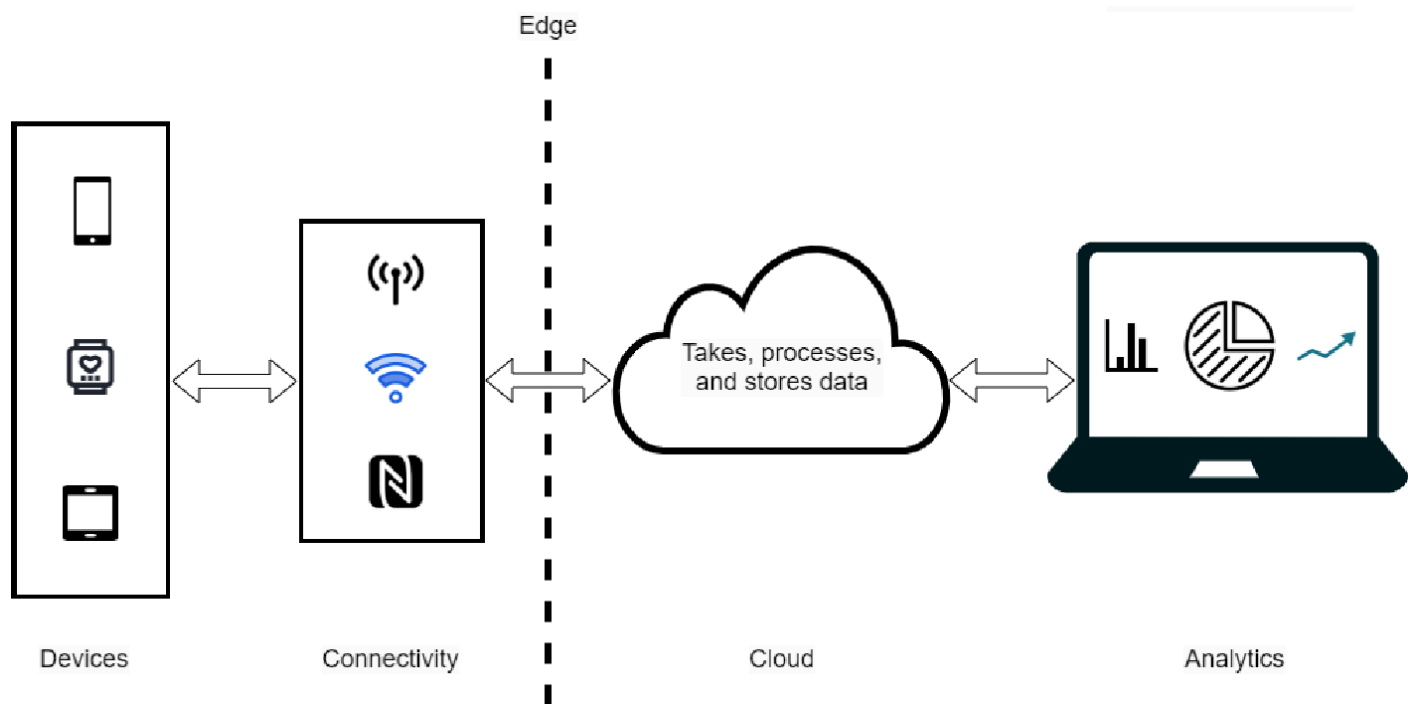 Edge
Takes, processes,
and stores data
Devices
Connectivity
Cloud
Analytics